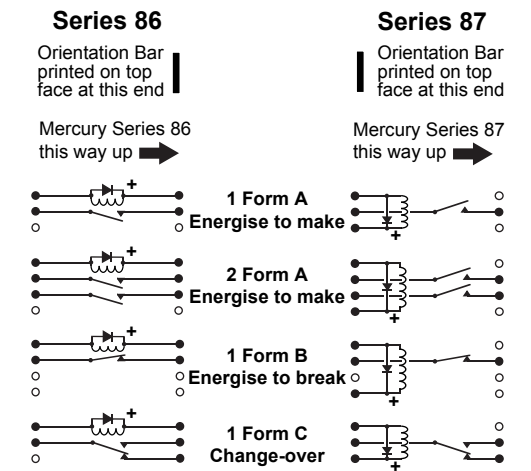 Series 86
Series 87
Orientation Bar
printed on top
face at this end
Orientation Bar
printed on top
face at this end
Mercury Series 86
this way up
Mercury Series 87
this way up
+
1 Form A
Energise to make
+
+
2 Form A
Energise to make
+
+
1 Form B
Energise to break
+
+
1 Form C
Change-over
+